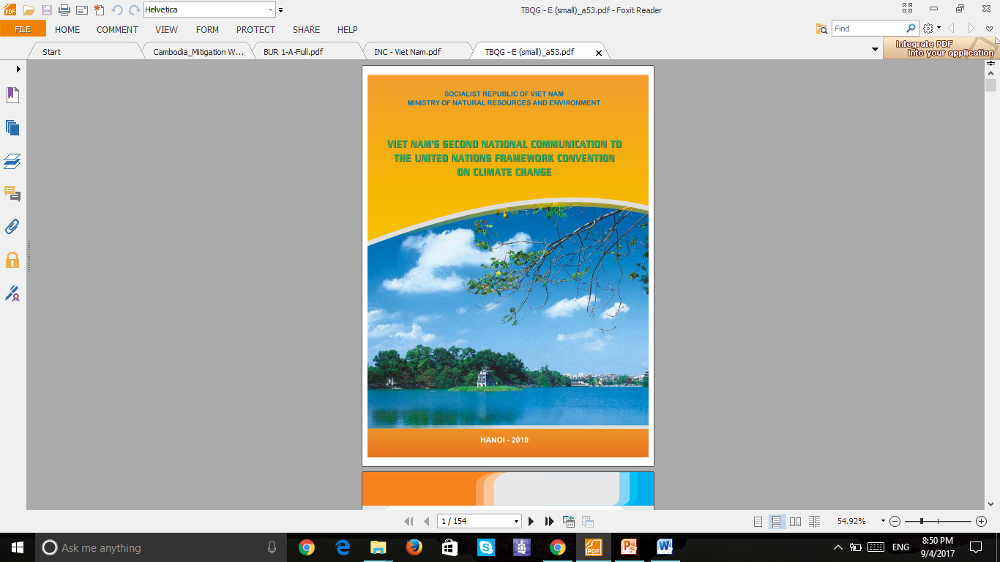 TBQG - E (small)_a53.pdf - Foxit Reader
Helvetica
FILE
HOME
COMMENT
VIEW
FORM
PROTECT
SHARE
HELP
Find
Start
Cambodia_Mitigation W...
BUR 1-A-Full.pdf
INC - Viet Nam.pdf
TBQG - E (small)_a53.pdf
Integrate PDF
into your application
SOCIALIST REPUBLIC OF VIET NAM
MINISTRY OF NATURAL RESOURCES AND ENVIRONMENT
VIET NAM'S SECOND NATIONAL COMMUNICATION TO
THE UNITED NATIONS FRAMEWORK CONVENTION
ON CLIMATE CHANGE
HANOI - 2010
1 / 154
54.92%
Ask me anything
ENG
8:50 PM
9/4/2017